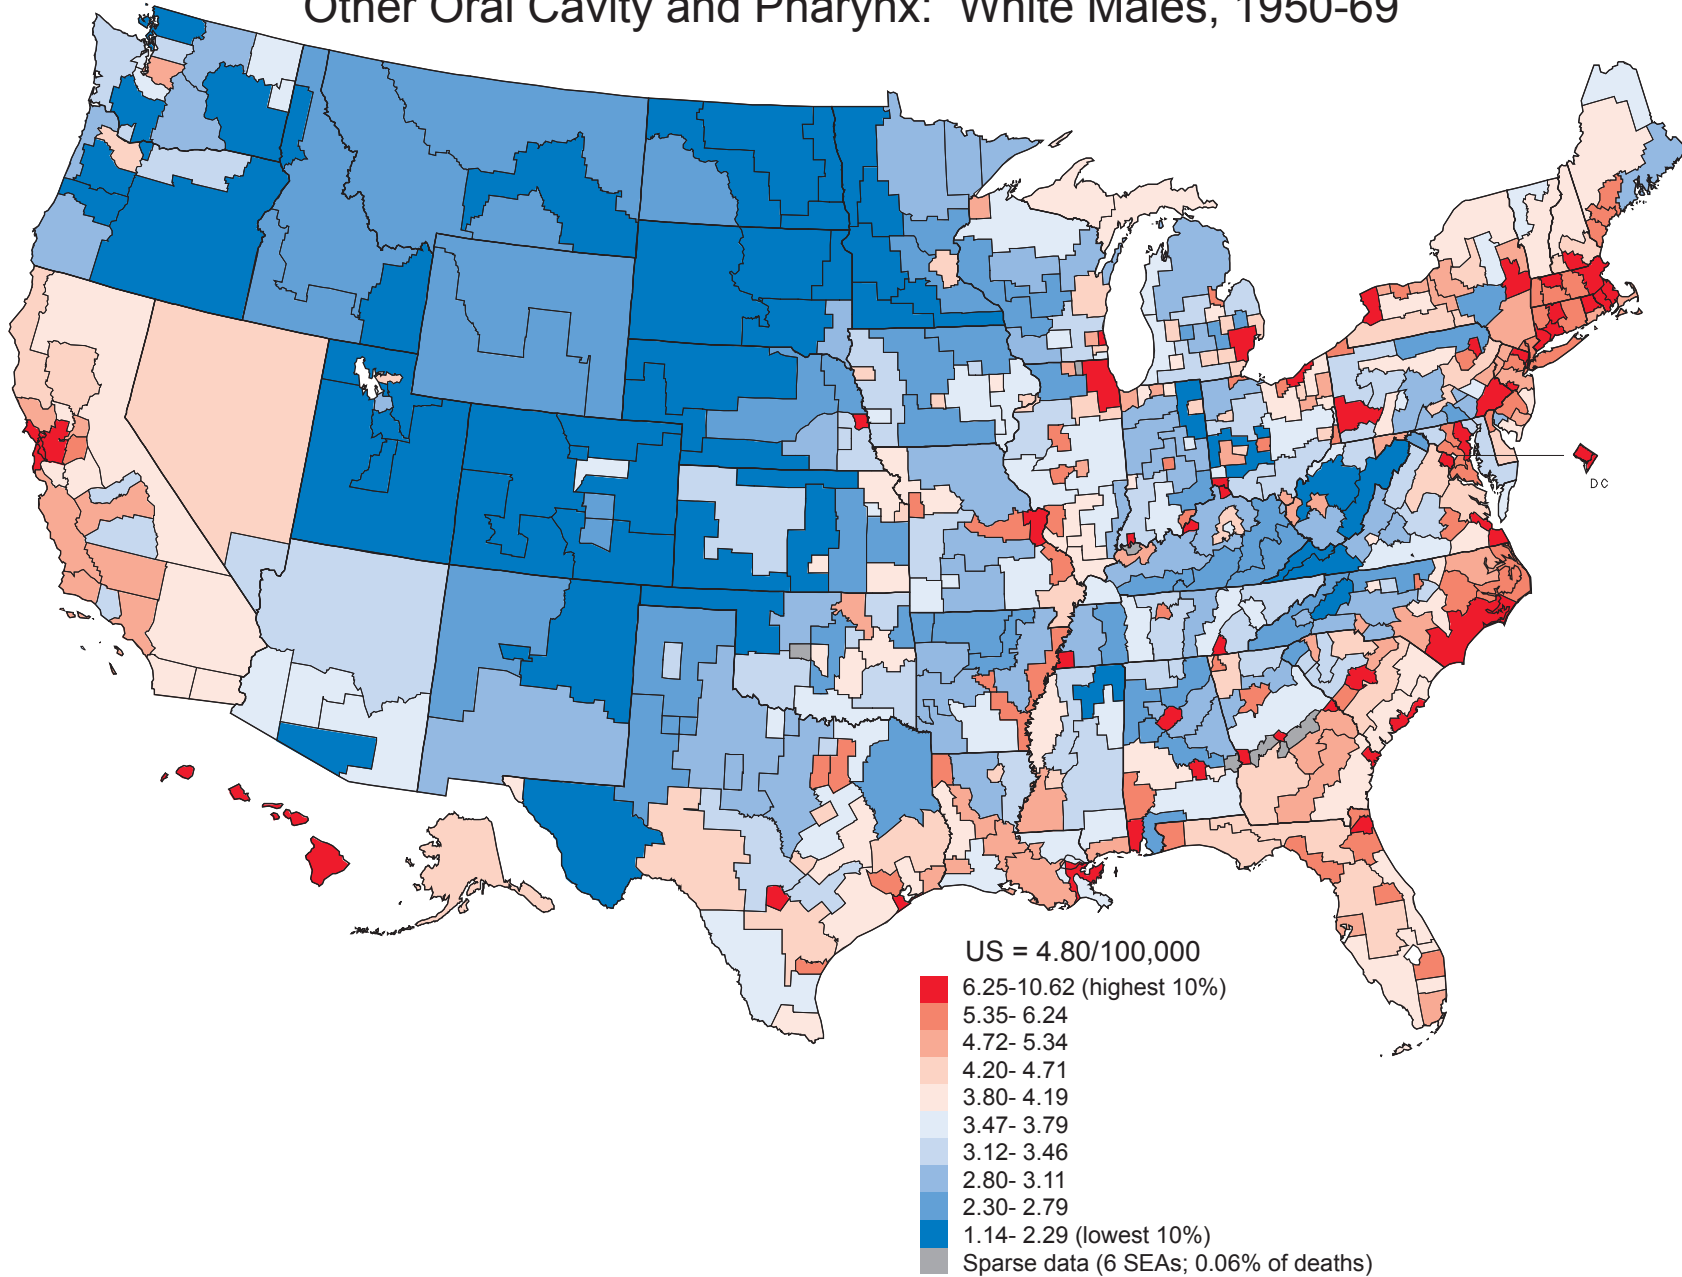 Other Oral Cavity and Pharynx: White Males, 1950-69
DC
US = 4.80/100,000
6.25-10.62 (highest 10%)
5.35- 6.24
4.72- 5.34
4.20- 4.71
3.80- 4.19
3.47- 3.79
3.12- 3.46
2.80- 3.11
2.30- 2.79
1.14- 2.29 (lowest 10%)
Sparse data (6 SEAs; 0.06% of deaths)